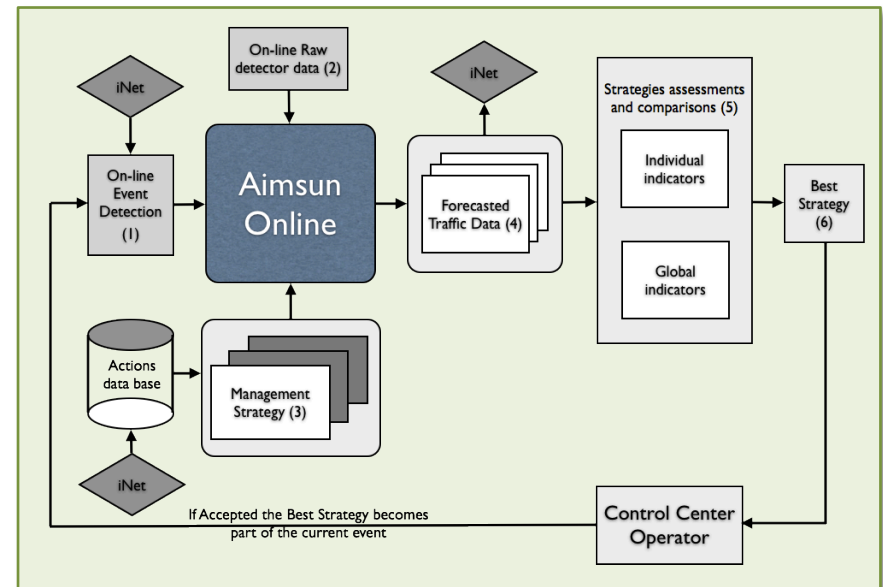 iNet
On-line Raw
detector data (2)
iNet
Strategies assessments
and comparisons (5)
Individual
indicators
On-line
Event
Detection
(1)
Aimsun
Online
Forecasted
Traffic Data (4)
Best
Strategy
(6)
Global
indicators
Actions
data base
Management
Strategy (3)
iNet
If Accepted the Best Strategy becomes
part of the current event
Control Center
Operator